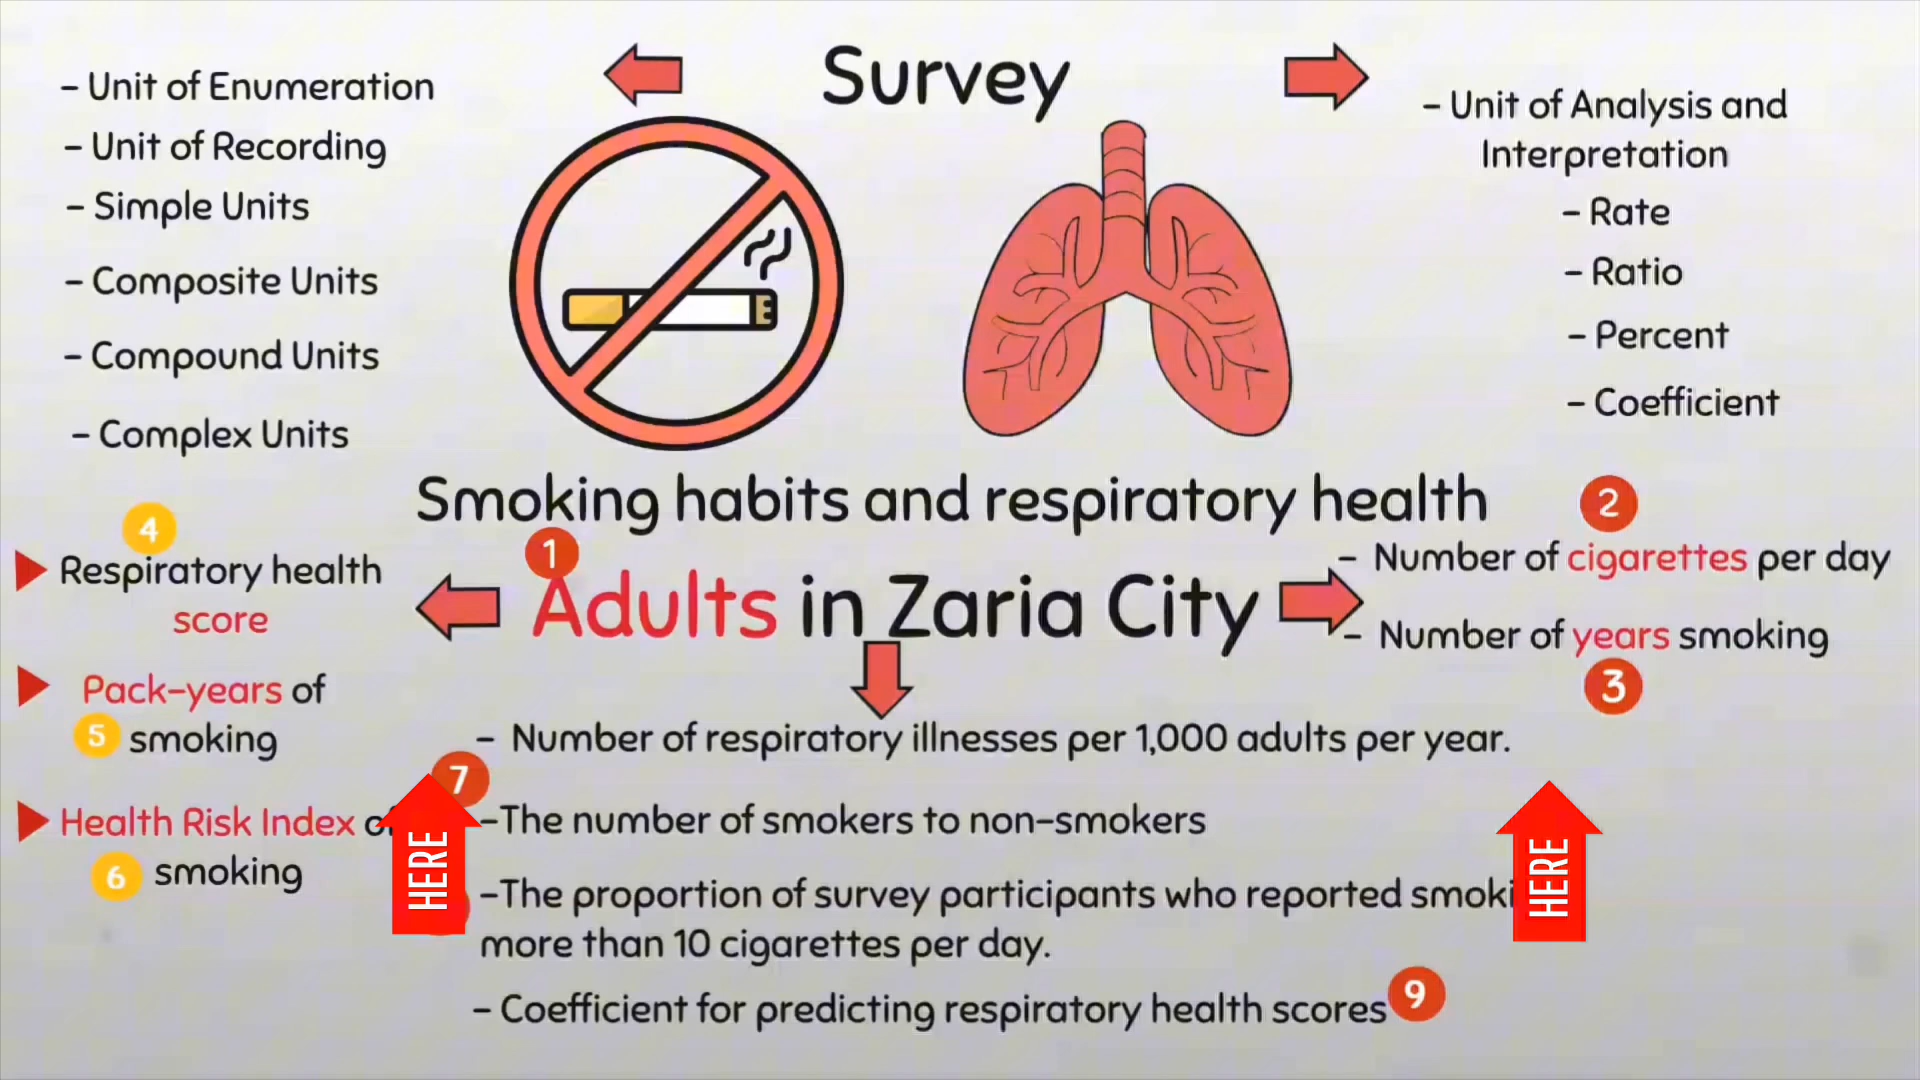 Survey
- Unit of Enumeration
- Unit of Recording
- Simple Units
- Composite Units
- Compound Units
- Complex Units
- Unit of Analysis and
Interpretation
- Rate
- Ratio
- Percent
- Coefficient
Smoking habits and respiratory health
1
Adults in Zaria City
2
- Number of cigarettes per day
- Number of years smoking
3
4
Respiratory health
score
Pack-years of
5 smoking
Health Risk Index
6 smoking
- Number of respiratory illnesses per 1,000 adults per year.
7
-The number of smokers to non-smokers
-The proportion of survey participants who reported
more than 10 cigarettes per day.
- Coefficient for predicting respiratory health scores 9
HERE
HERE